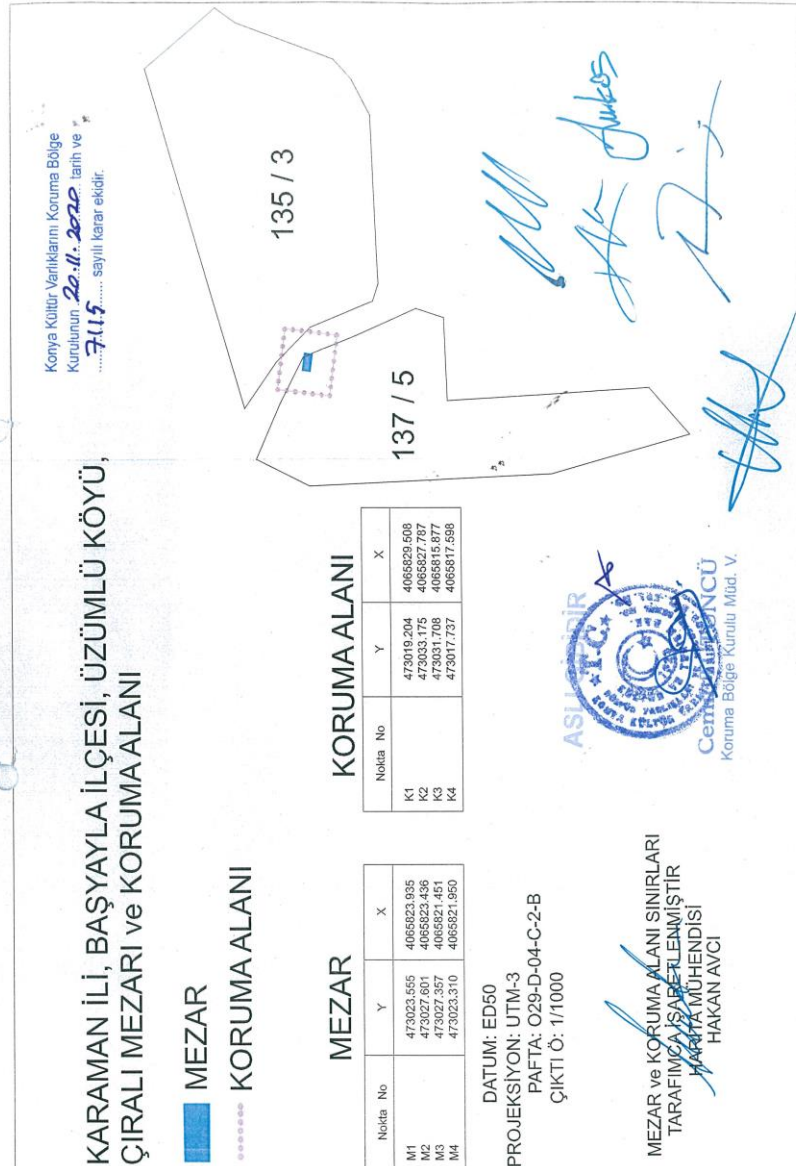 Konya Kültür Varlıklarını Koruma Bölge
Kurulunun 20.11.2020 tarih ve
7115 sayılı karar ekidir.
KARAMAN İLİ, BAŞYAYLA İLÇESİ, ÜZÜMLÜ KÖYÜ,
ÇIRALI MEZARI ve KORUMA ALANI
MEZAR
KORUMA ALANI
135 / 3
137 / 5
MEZAR
Nokta No Y X
M1 473023.555 4065823.935
M2 473027.601 4065823.436
M3 473027.357 4065821.451
M4 473023.310 4065821.950
KORUMA ALANI
Nokta No Y X
K1 473019.204 4065829.508
K2 473033.175 4065827.787
K3 473031.708 4065815.877
K4 473017.737 4065817.598
DATUM: ED50
PROJEKSİYON: UTM-3
PAFTA: O29-D-04-C-2-B
ÇIKTI Ö: 1/1000
MEZAR ve KORUMA ALANI SINIRLARI
TARAFIMCA İŞARETLENMİŞTİR
HARİTA MÜHENDİSİ
HAKAN AVCI
ASLI GİBİDİR
T.C.
Koruma Bölge Kurulu Müd. V.